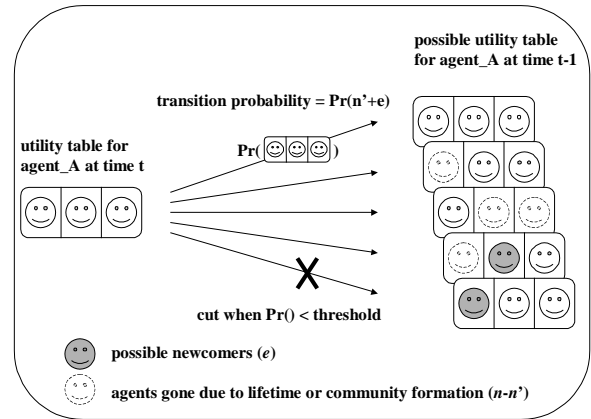 possible utility table
for agent_A at time t-1
transition probability = Pr(n'+e)
Pr( )
utility table for
agent_A at time t
cut when Pr() < threshold
possible newcomers (e)
agents gone due to lifetime or community formation (n-n')